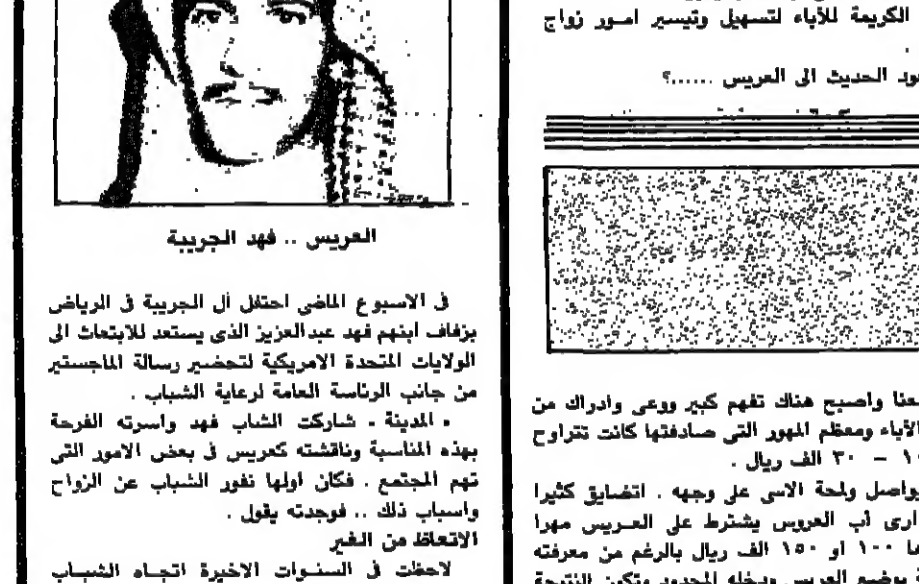 العريس .. فهد الجريبة
فى الاسبوع الماضى احتفل آل الجريبة فى الرياض
بزفاف ابنهم فهد عبدالعزيز الذى يستعد للابتعاث الى
الولايات المتحدة الامريكية لتحضير رسالة الماجستير
من جانب الرئاسة العامة لرعاية الشباب .
. المدينة . شاركت الشاب فهد واسرته الفرحة
بهذه المناسبة وناقشته كعريس فى بعض الامور التى
تهم المجتمع . فكان اولها نفور الشباب عن الزواج
واسباب ذلك .. فوجدته يقول .
الاتعاظ من الغير
لاحظت فى السنوات الاخيرة اتجاه الشباب
الكريمة للآباء لتسهيل وتيسير امور زواج
ود الحديث الى العريس ......؟
معنا واصبح هناك تفهم كبير ووعى وادراك من
الآباء ومعظم المهور التى صادفتها كانت تتراوح
١٠ – ٣٠ الف ريال .
يواصل ولمحة الاسى على وجهه . اتضايق كثيرا
ارى أب العروس يشترط على العريس مهرا
١٠٠ او ١٥٠ الف ريال بالرغم من معرفته
وضع العريس ودخله المحدود وتكون النتيجة